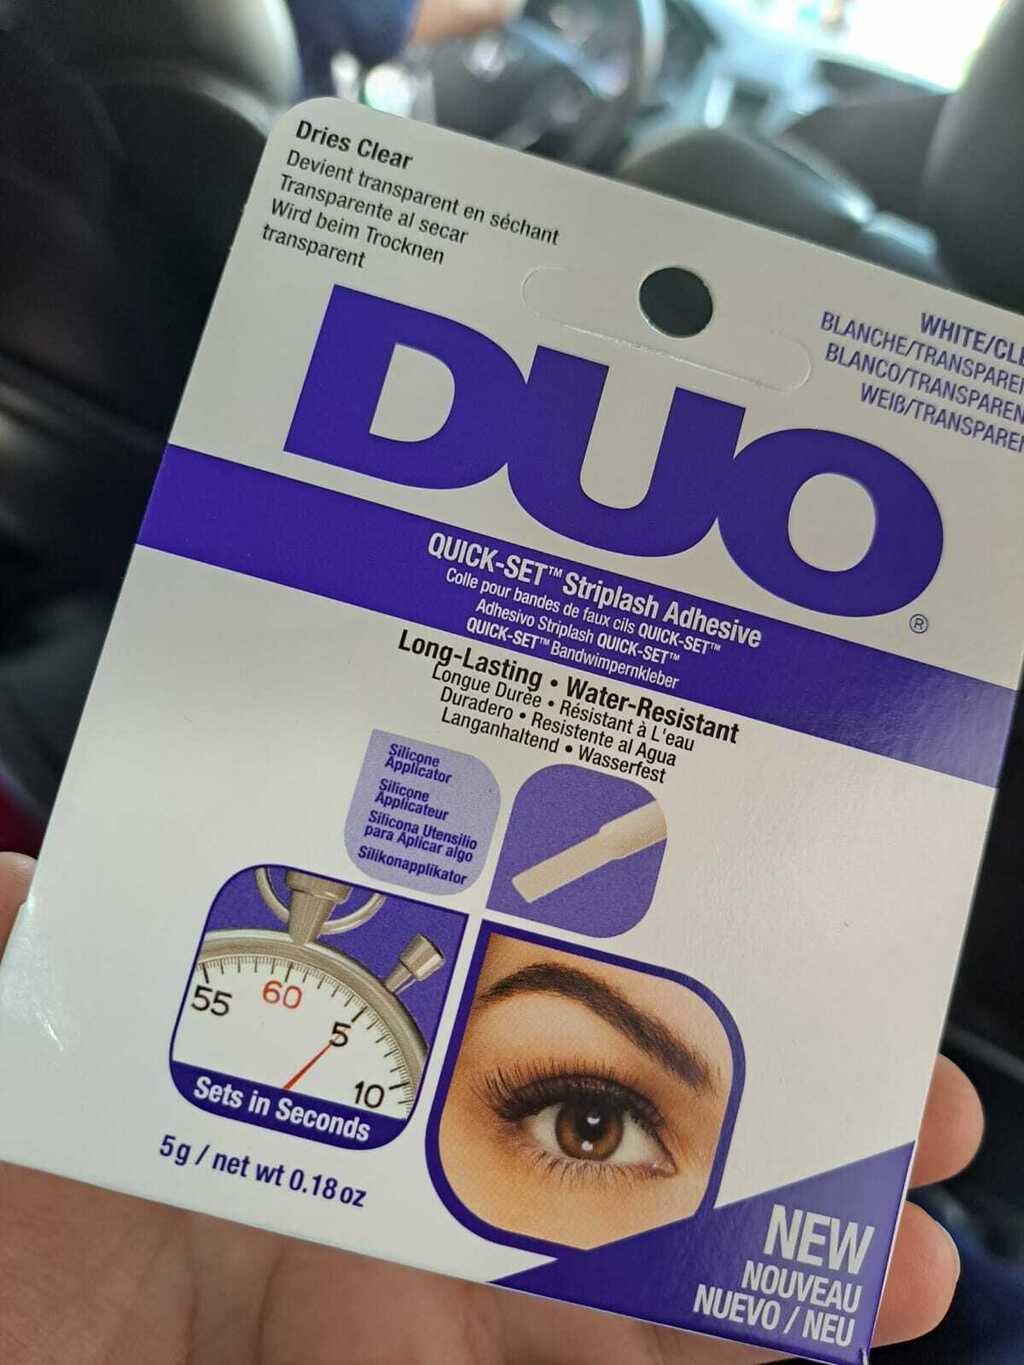 Dries Clear
Devient transparent en séchant
Transparente al secar
Wird beim Trocknen
transparent
WHITE/
BLANCHE/
BLANCO/
WEIß/
DUO®
QUICK-SET™ Striplash Adhesive
Colle pour bandes de faux cils QUICK-SET™
Adhesivo Striplash QUICK-SET™
QUICK-SET™ Bandwimpernkleber
Long-Lasting • Water-Resistant
Longue Durée • Résistant à L'eau
Duradero • Resistente al Agua
Langanhaltend • Wasserfest
Silicone
Applicator
Silicone
Applicateur
Silicona Utensilio
para Aplicar algo
Silikonapplikator
55 60 5 10
Sets in Seconds
5g / net wt 0.18 oz
NEW
NOUVEAU
NUEVO / NEU